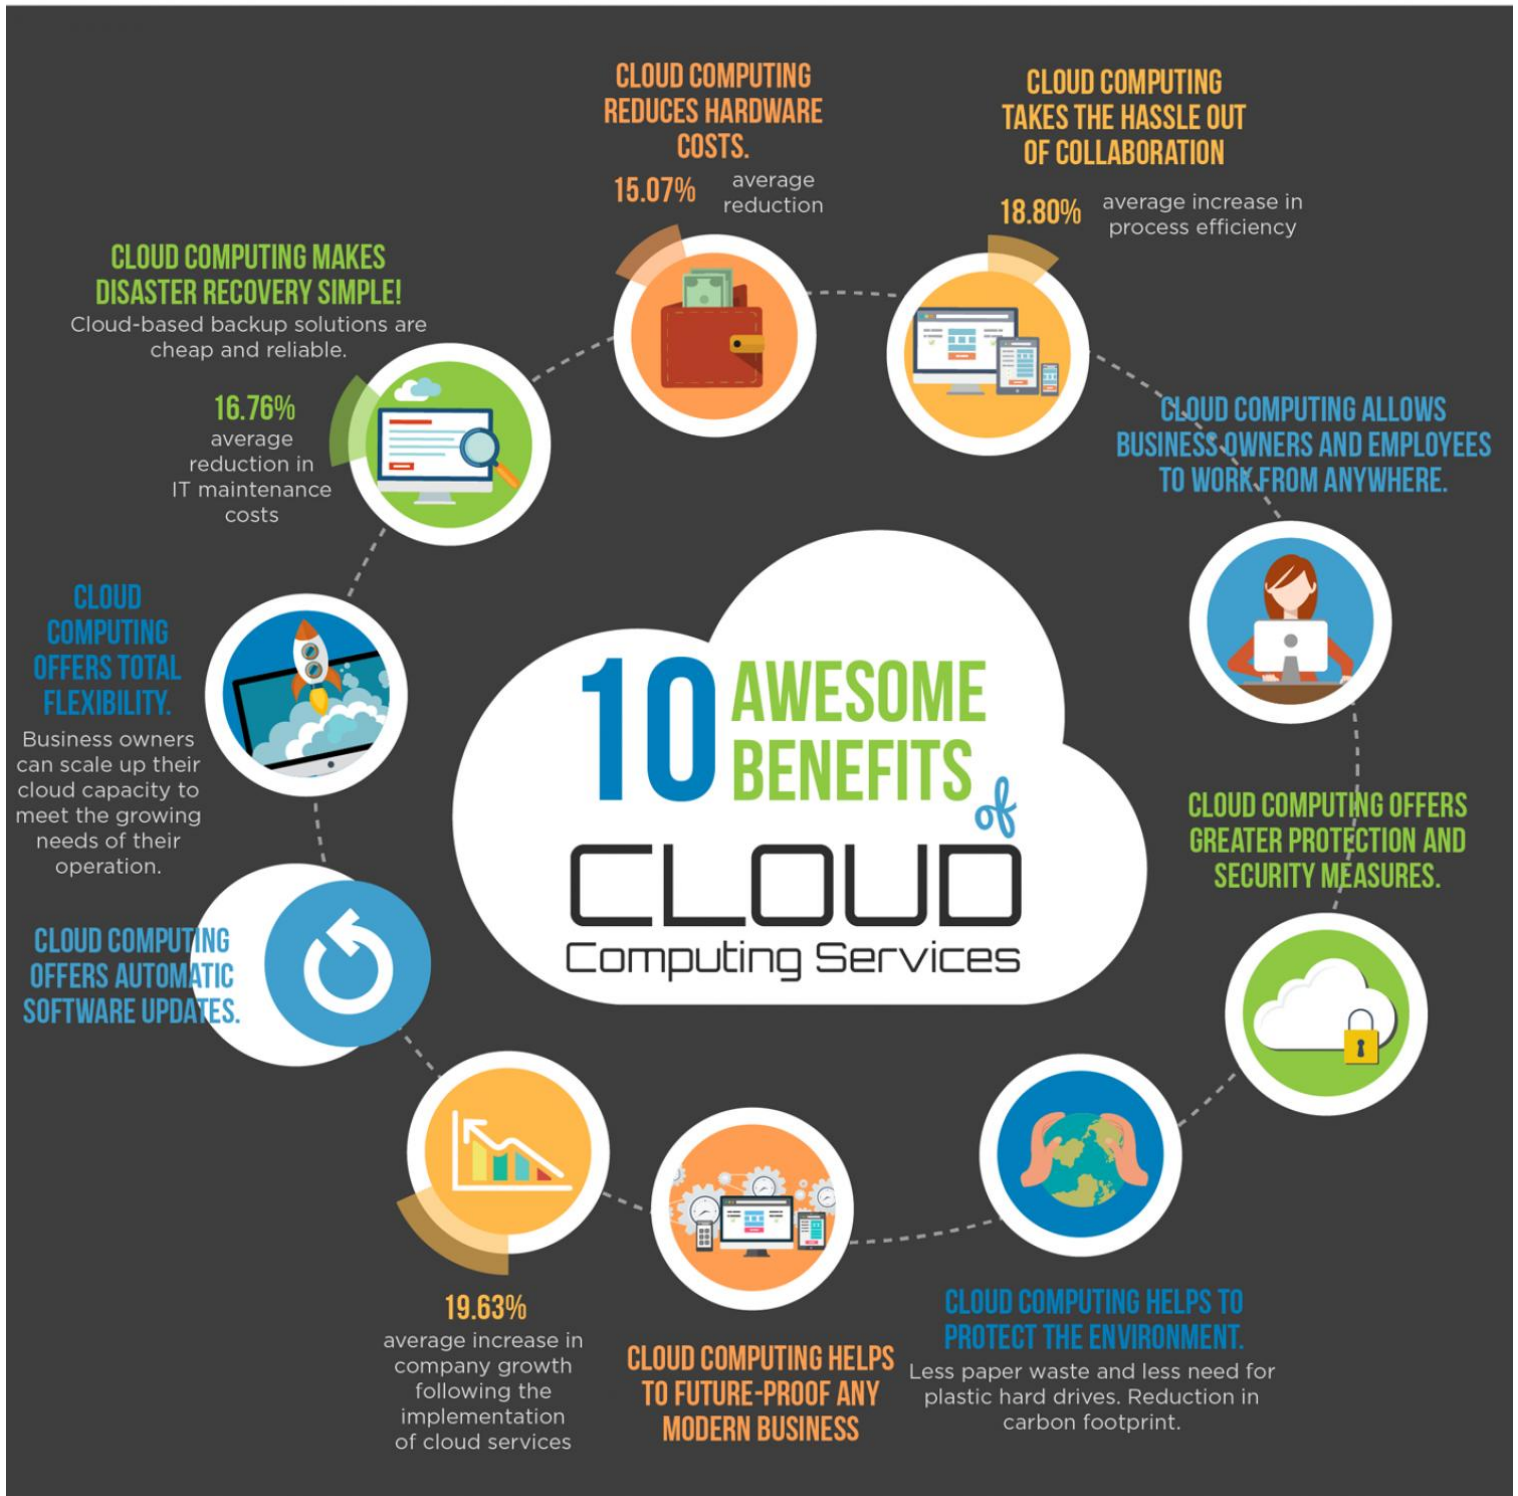 CLOUD COMPUTING
REDUCES HARDWARE
COSTS.
15.07%
average
reduction
CLOUD COMPUTING
TAKES THE HASSLE OUT
OF COLLABORATION
18.80%
average increase in
process efficiency
CLOUD COMPUTING ALLOWS
BUSINESS OWNERS AND EMPLOYEES
TO WORK FROM ANYWHERE.
CLOUD COMPUTING OFFERS
GREATER PROTECTION AND
SECURITY MEASURES.
CLOUD COMPUTING HELPS TO
PROTECT THE ENVIRONMENT.
Less paper waste and less need for
plastic hard drives. Reduction in
carbon footprint.
CLOUD COMPUTING HELPS
TO FUTURE-PROOF ANY
MODERN BUSINESS
19.63%
average increase in
company growth
following the
implementation
of cloud services
CLOUD COMPUTING
OFFERS AUTOMATIC
SOFTWARE UPDATES.
CLOUD
COMPUTING
OFFERS TOTAL
FLEXIBILITY.
Business owners
can scale up their
cloud capacity to
meet the growing
needs of their
operation.
CLOUD COMPUTING MAKES
DISASTER RECOVERY SIMPLE!
Cloud-based backup solutions are
cheap and reliable.
16.76%
average
reduction in
IT maintenance
costs
10 AWESOME
BENEFITS
of
CLOUD
Computing Services